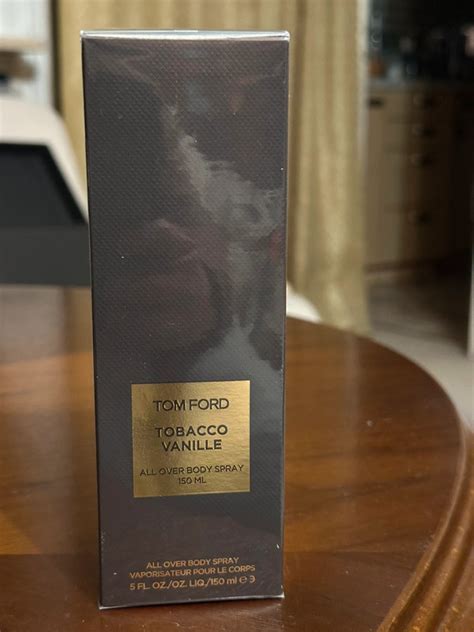 TOM FORD
TOBACCO
VANILLE
ALL OVER BODY SPRAY
150 ML
ALL OVER BODY SPRAY
VAPORISATEUR POUR LE CORPS
5 FL. OZ./OZ. LIQ./150 ml e